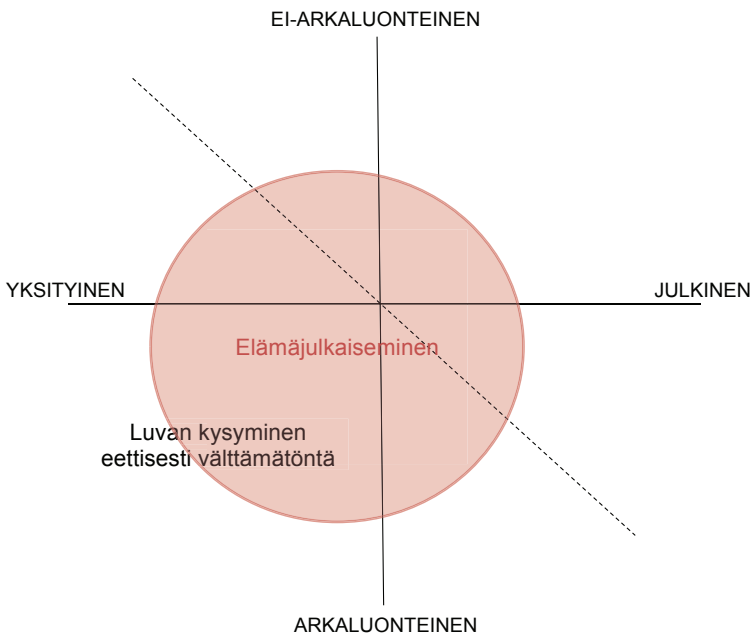 EI-ARKALUONTEINEN
YKSITYINEN
JULKINEN
Elämäjulkaiseminen
Luvan kysyminen
eettisesti välttämätöntä
ARKALUONTEINEN